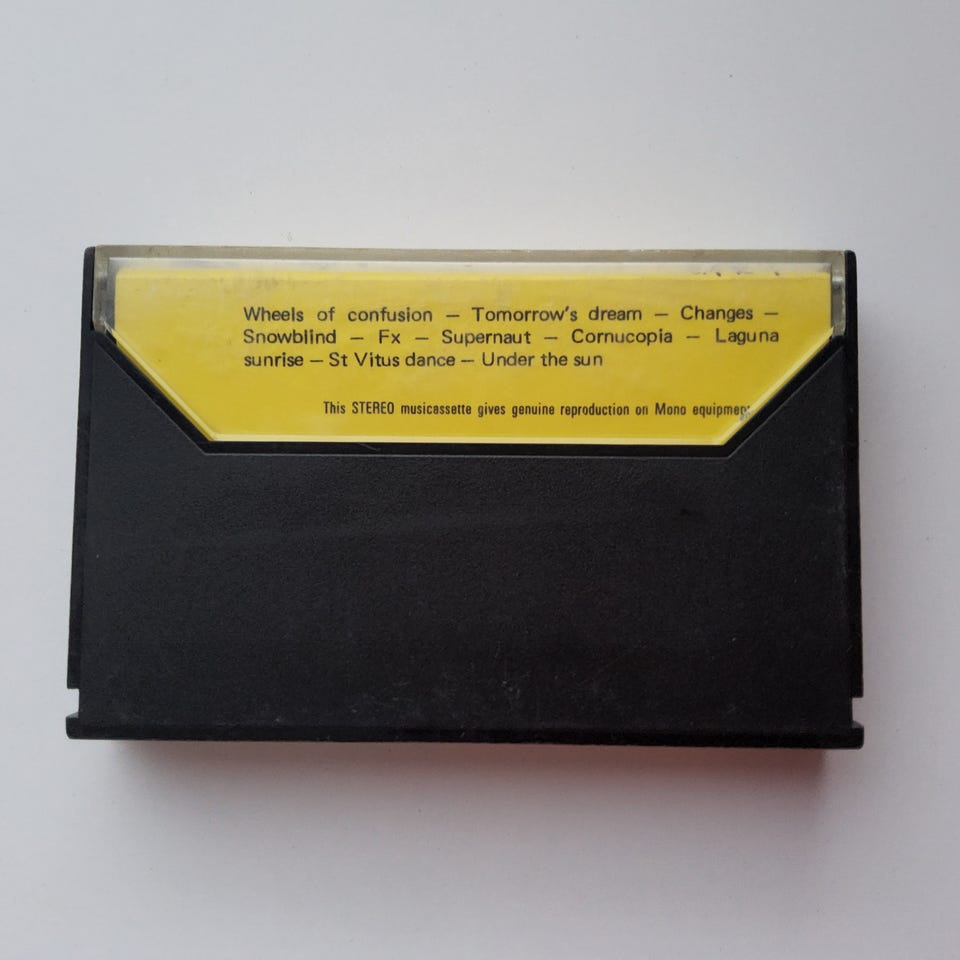 Wheels of confusion — Tomorrow's dream — Changes —
Snowblind — Fx — Supernaut — Cornucopia — Laguna
sunrise — St Vitus dance — Under the sun
This STEREO musicassette gives genuine reproduction on Mono equipment